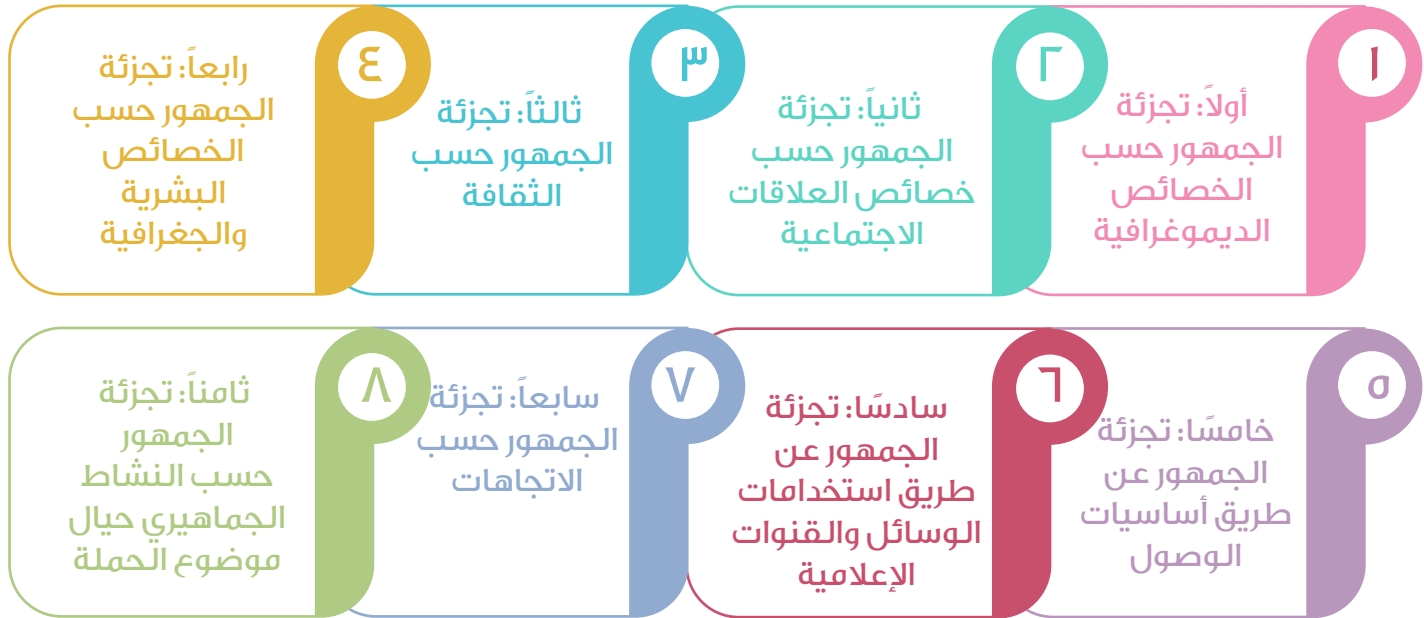 ١
أولاً: تجزئة
الجمهور حسب
الخصائص
الديموغرافية
٢
ثانياً: تجزئة
الجمهور حسب
خصائص العلاقات
الاجتماعية
٣
ثالثاً: تجزئة
الجمهور حسب
الثقافة
٤
رابعاً: تجزئة
الجمهور حسب
الخصائص
البشرية
والجغرافية
٥
خامسًا: تجزئة
الجمهور عن
طريق أساسيات
الوصول
٦
سادسًا: تجزئة
الجمهور عن
طريق استخدامات
الوسائل والقنوات
الإعلامية
٧
سابعاً: تجزئة
الجمهور حسب
الاتجاهات
٨
ثامناً: تجزئة
الجمهور
حسب النشاط
الجماهيري حيال
موضوع الحملة